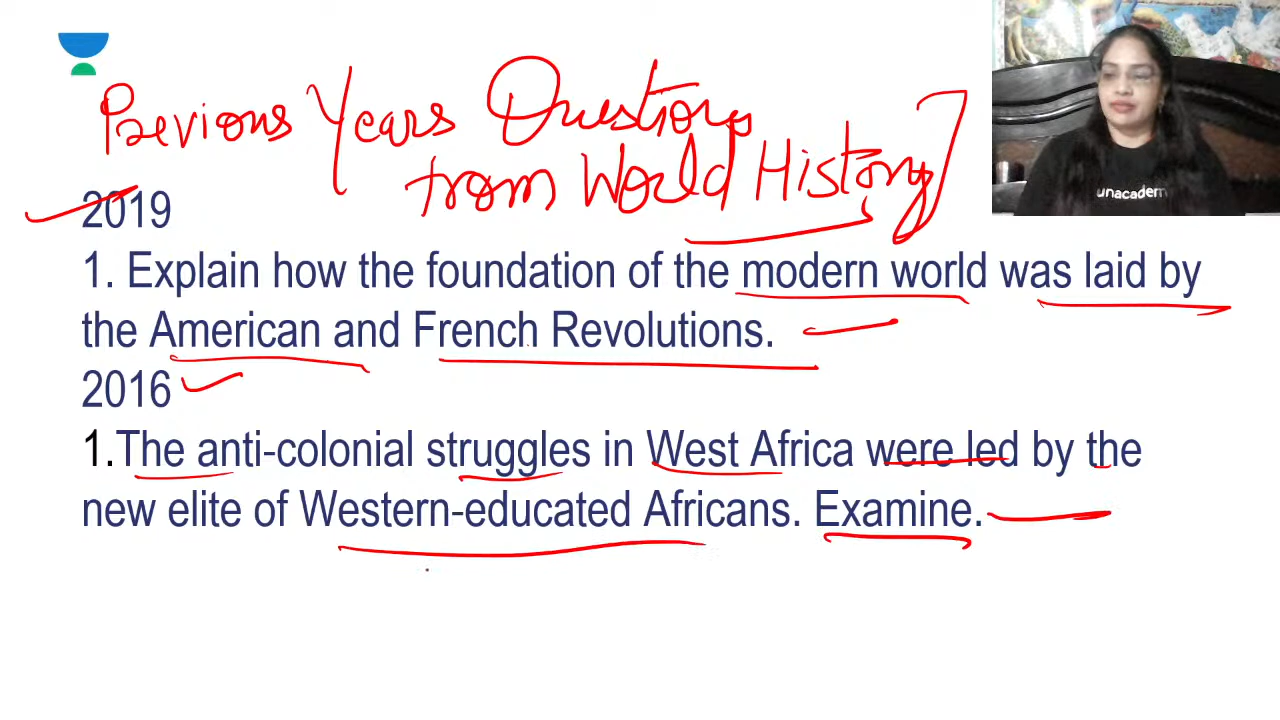 Previous Years Questions
from World History
2019
1. Explain how the foundation of the modern world was laid by
the American and French Revolutions.
2016
1.The anti-colonial struggles in West Africa were led by the
new elite of Western-educated Africans. Examine.
unacadem